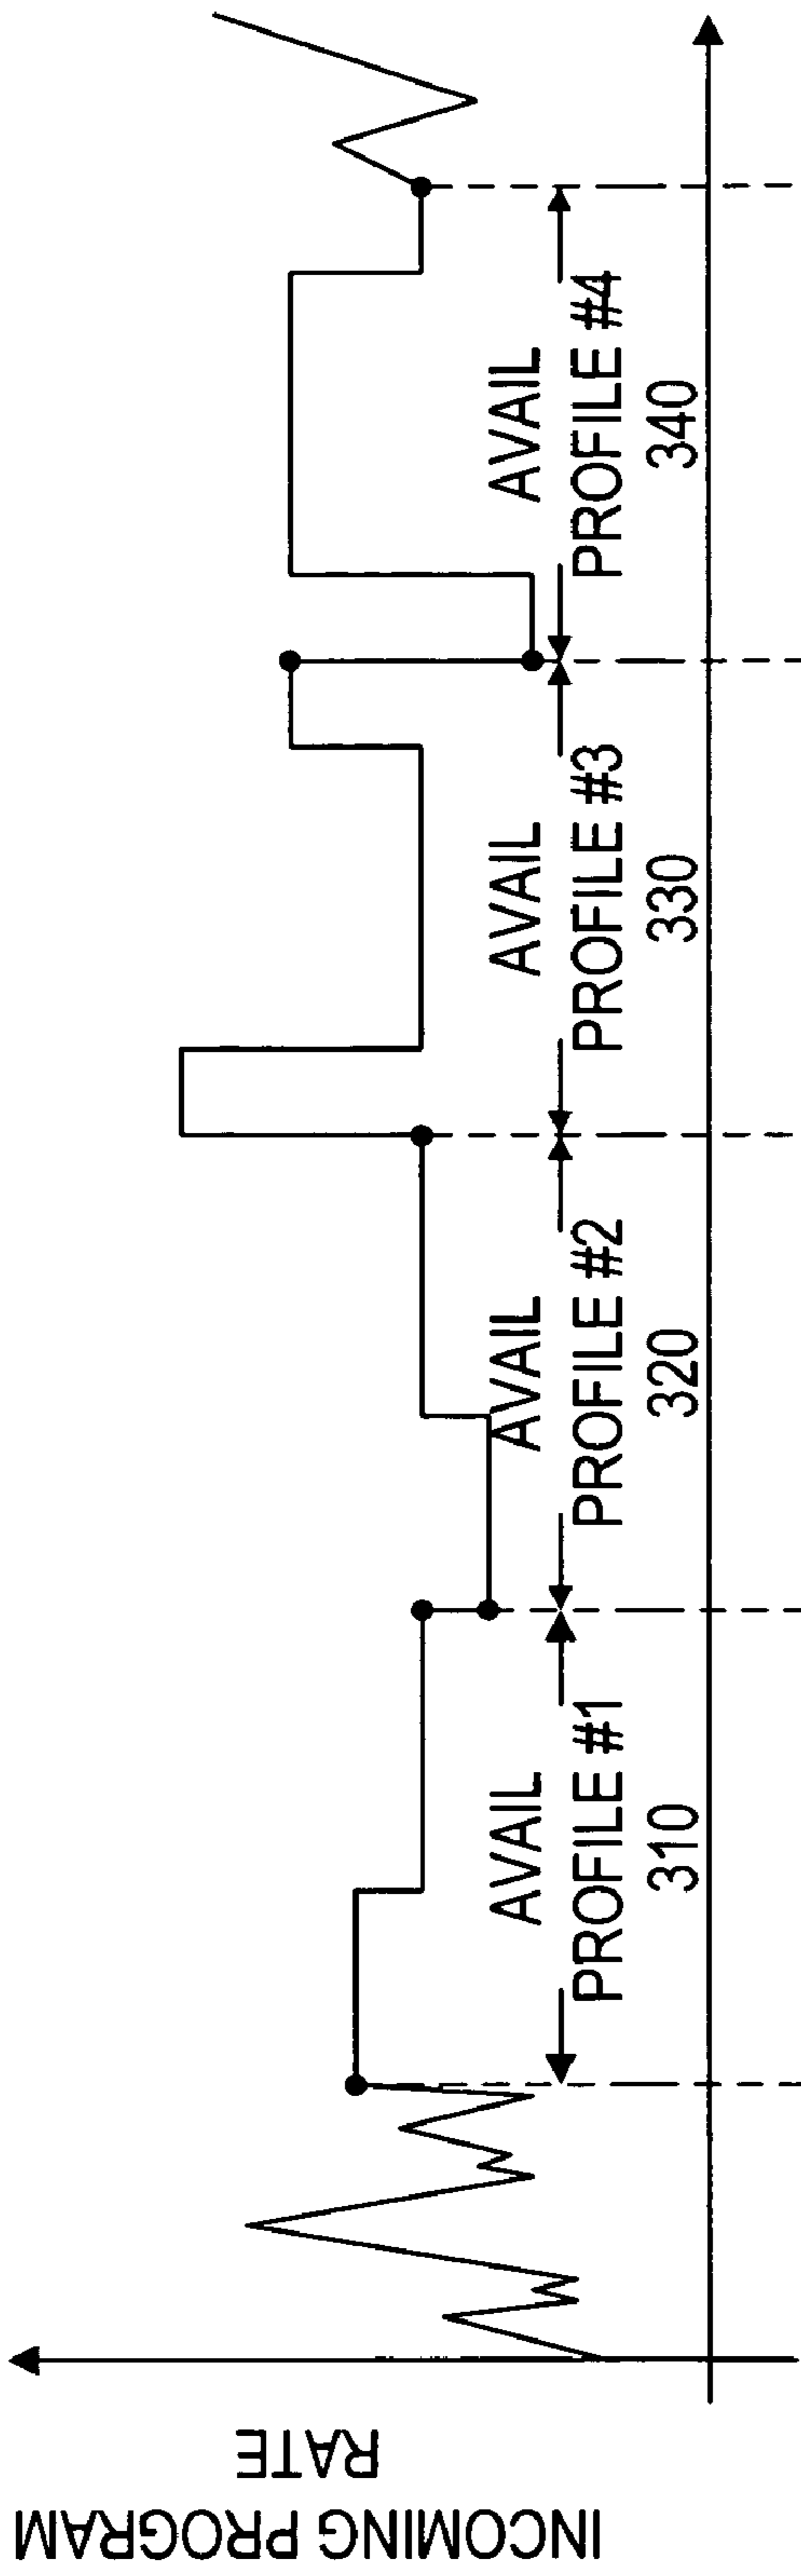 INCOMING PROGRAM
RATE
AVAIL
PROFILE #1
310
AVAIL
PROFILE #2
320
AVAIL
PROFILE #3
330
AVAIL
PROFILE #4
340